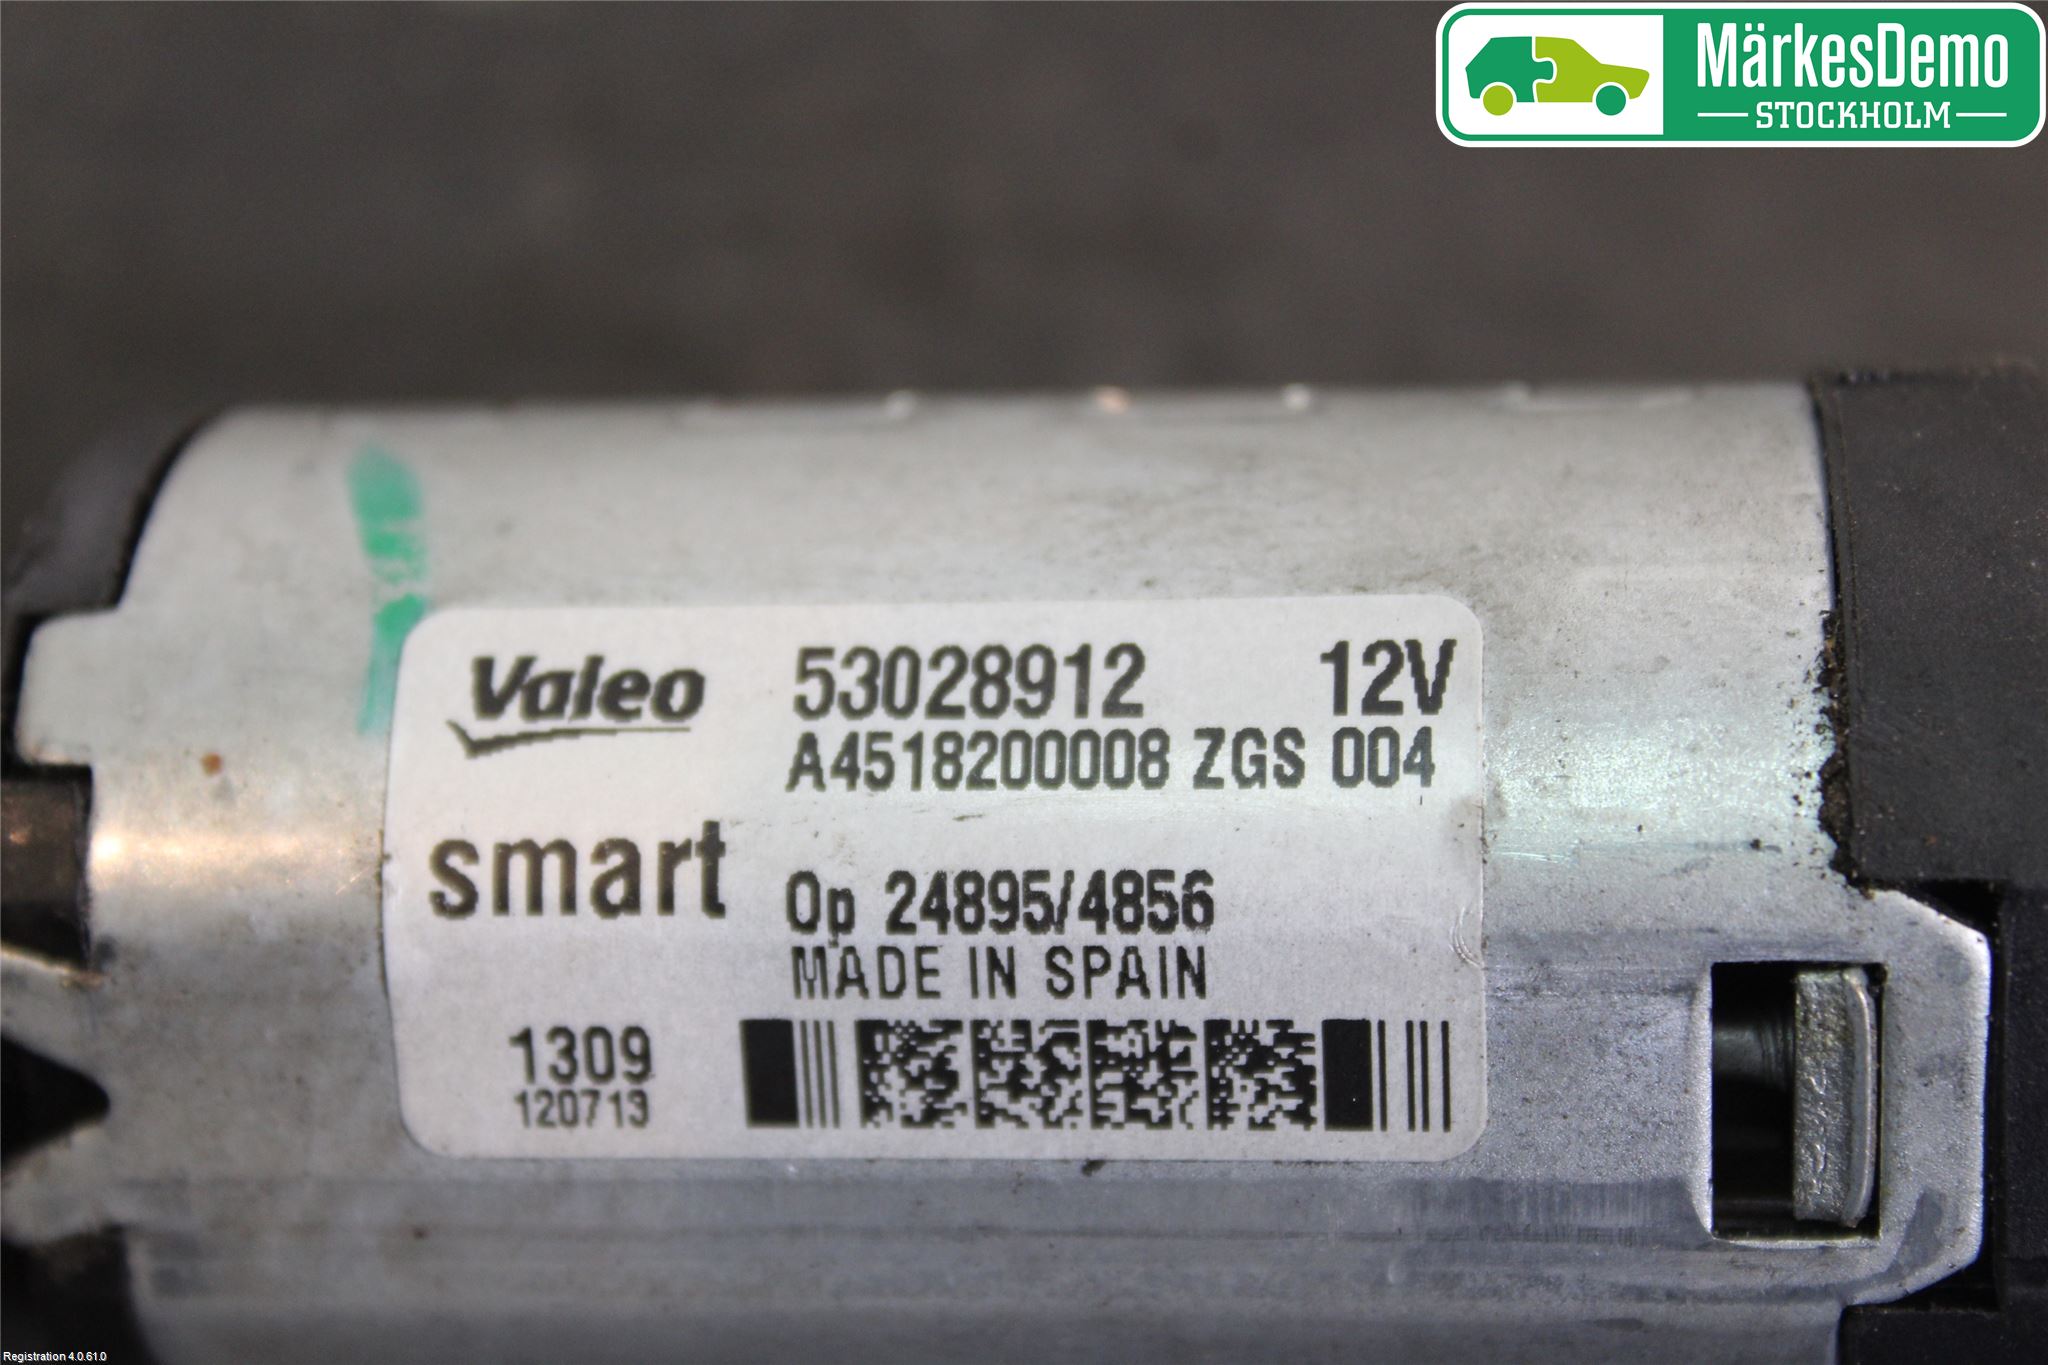 MärkesDemo
STOCKHOLM
Valeo 53028912 12V
A4518200008 ZGS 004
smart
Op 24895/4856
MADE IN SPAIN
1309
120713
Registration 4.0.61.0